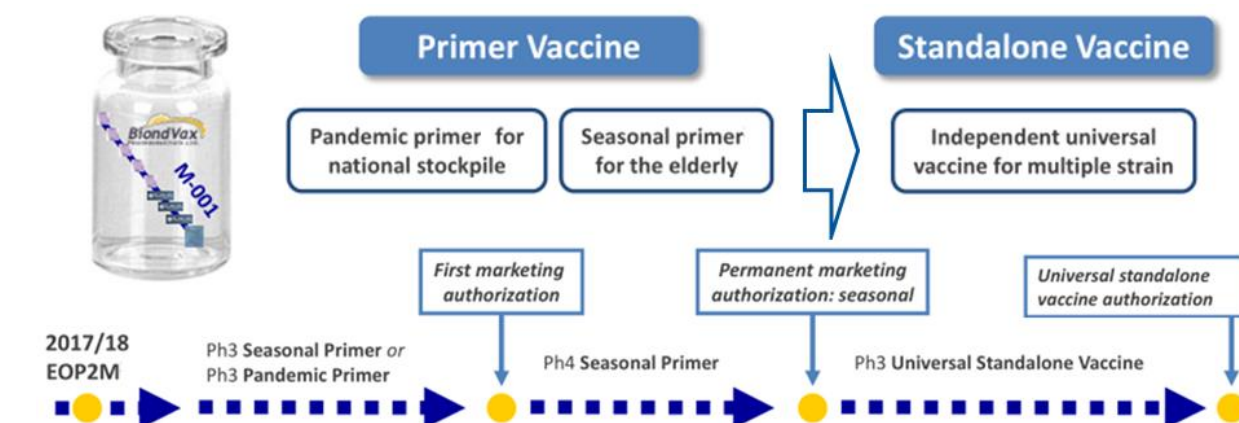 Primer Vaccine
Standalone Vaccine
BiondVax
PHARMACEUTICALS LTD.
M-001
Pandemic primer for
national stockpile
Seasonal primer
for the elderly
Independent universal
vaccine for multiple strain
First marketing
authorization
Permanent marketing
authorization: seasonal
Universal standalone
vaccine authorization
2017/18
EOP2M
Ph3 Seasonal Primer or
Ph3 Pandemic Primer
Ph4 Seasonal Primer
Ph3 Universal Standalone Vaccine